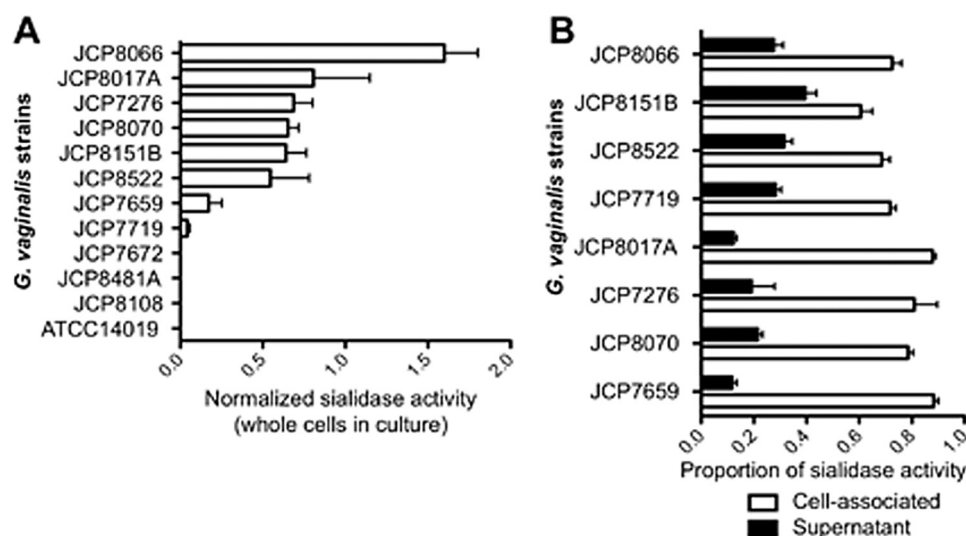 A
G. vaginalis strains
JCP8066
JCP8017A
JCP7276
JCP8070
JCP8151B
JCP8522
JCP7659
JCP7719
JCP7672
JCP8481A
JCP8108
ATCC14019
0.0 0.5 1.0 1.5 2.0
Normalized sialidase activity
(whole cells in culture)
B
G. vaginalis strains
JCP8066
JCP8151B
JCP8522
JCP7719
JCP8017A
JCP7276
JCP8070
JCP7659
0.0 0.2 0.4 0.6 0.8 1.0
Proportion of sialidase activity
Cell-associated
Supernatant